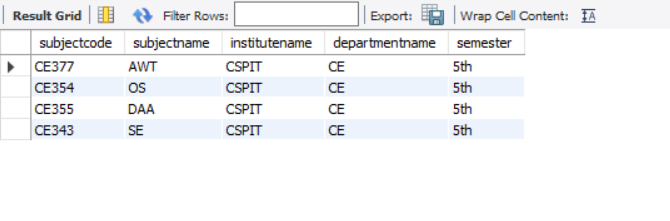 Result Grid Filter Rows: Export: Wrap Cell Content:
subjectcode subjectname institutename departmentname semester
CE377 AWT CSPIT CE 5th
CE354 OS CSPIT CE 5th
CE355 DAA CSPIT CE 5th
CE343 SE CSPIT CE 5th